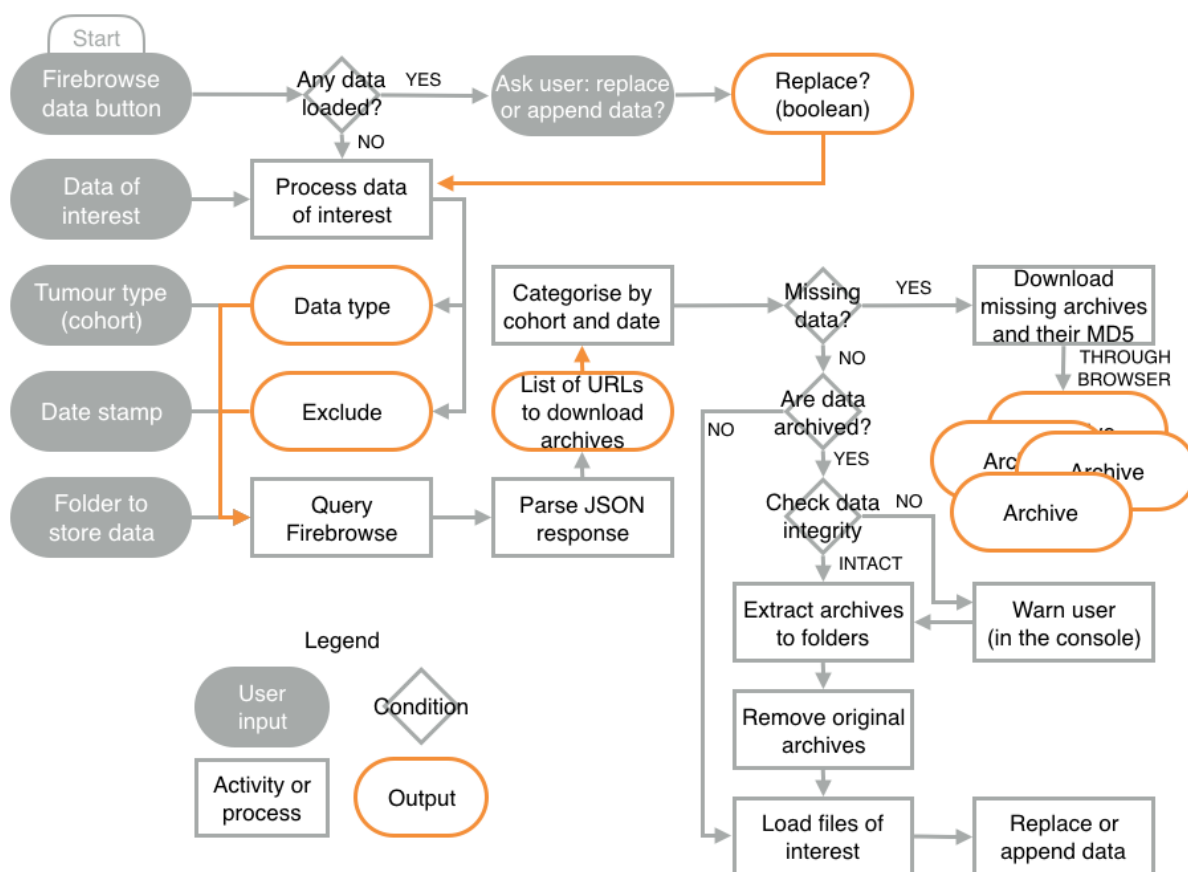 Start
Firebrowse
data button
Any data
loaded?
YES
Ask user: replace
or append data?
Replace?
(boolean)
NO
Data of
interest
Process data
of interest
Tumour type
(cohort)
Data type
Categorise by
cohort and date
Missing
data?
YES
Download
missing archives
and their MD5
THROUGH
BROWSER
NO
Date stamp
Exclude
List of URLs
to download
archives
Are data
archived?
NO
YES
Archive
Archive
Folder to
store data
Query
Firebrowse
Parse JSON
response
Check data
integrity
NO
INTACT
Extract archives
to folders
Warn user
(in the console)
Remove original
archives
Load files of
interest
Replace or
append data
Legend
User
input
Condition
Activity or
process
Output